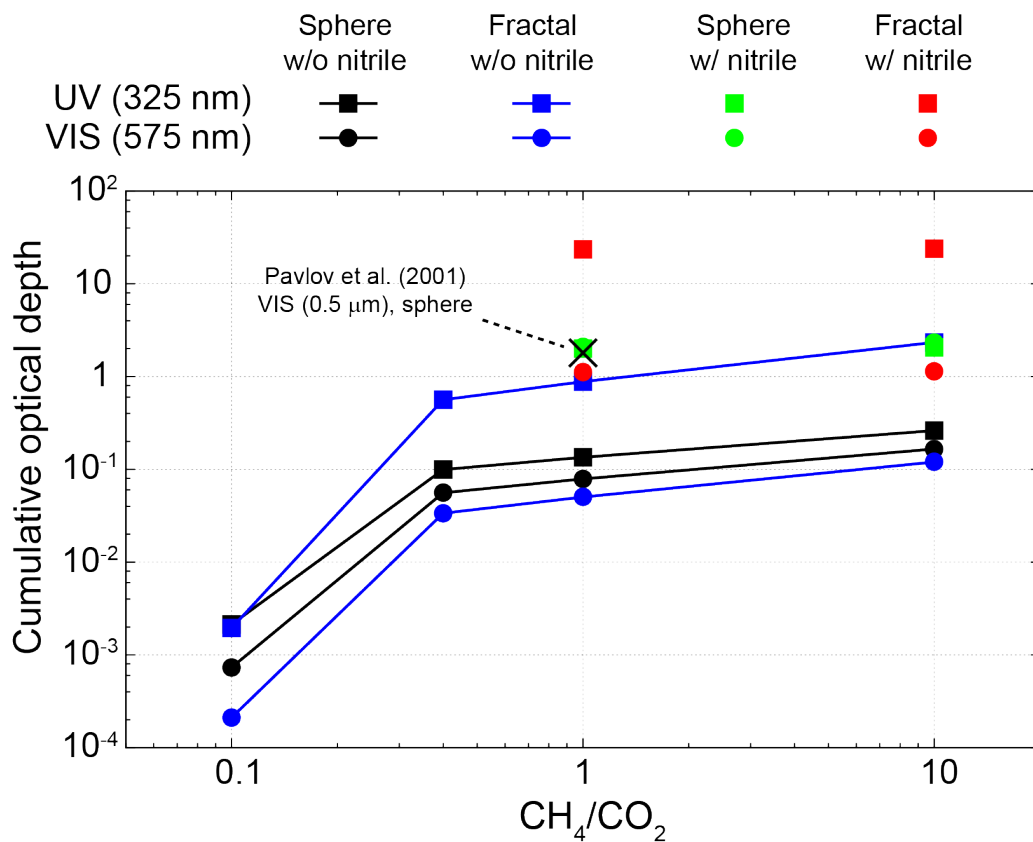 Sphere Fractal Sphere Fractal
w/o nitrile w/o nitrile w/ nitrile w/ nitrile
UV (325 nm)
VIS (575 nm)
10²
10
1
10⁻¹
10⁻²
10⁻³
10⁻⁴
Cumulative optical depth
Pavlov et al. (2001)
VIS (0.5 μm), sphere
0.1 1 10
CH₄/CO₂